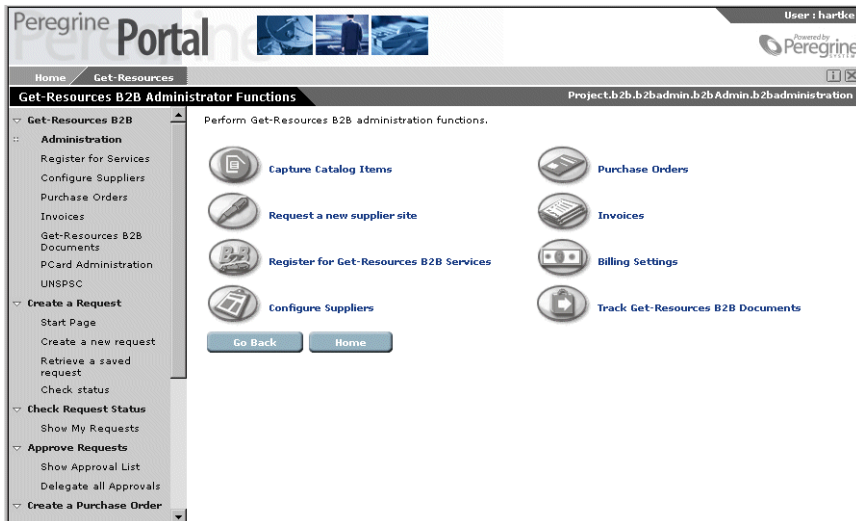 Peregrine Portal
User : hartke
Powered by
Peregrine
SYSTEMS
Home
Get-Resources
Get-Resources B2B Administrator Functions
Project.b2b.b2badmin.b2bAdmin.b2badministration
Get-Resources B2B
Administration
Register for Services
Configure Suppliers
Purchase Orders
Invoices
Get-Resources B2B
Documents
PCard Administration
UNSPSC
Create a Request
Start Page
Create a new request
Retrieve a saved
request
Check status
Check Request Status
Show My Requests
Approve Requests
Show Approval List
Delegate all Approvals
Create a Purchase Order
Perform Get-Resources B2B administration functions.
Capture Catalog Items
Purchase Orders
Request a new supplier site
Invoices
B2B
Register for Get-Resources B2B Services
Billing Settings
Configure Suppliers
Track Get-Resources B2B Documents
Go Back
Home